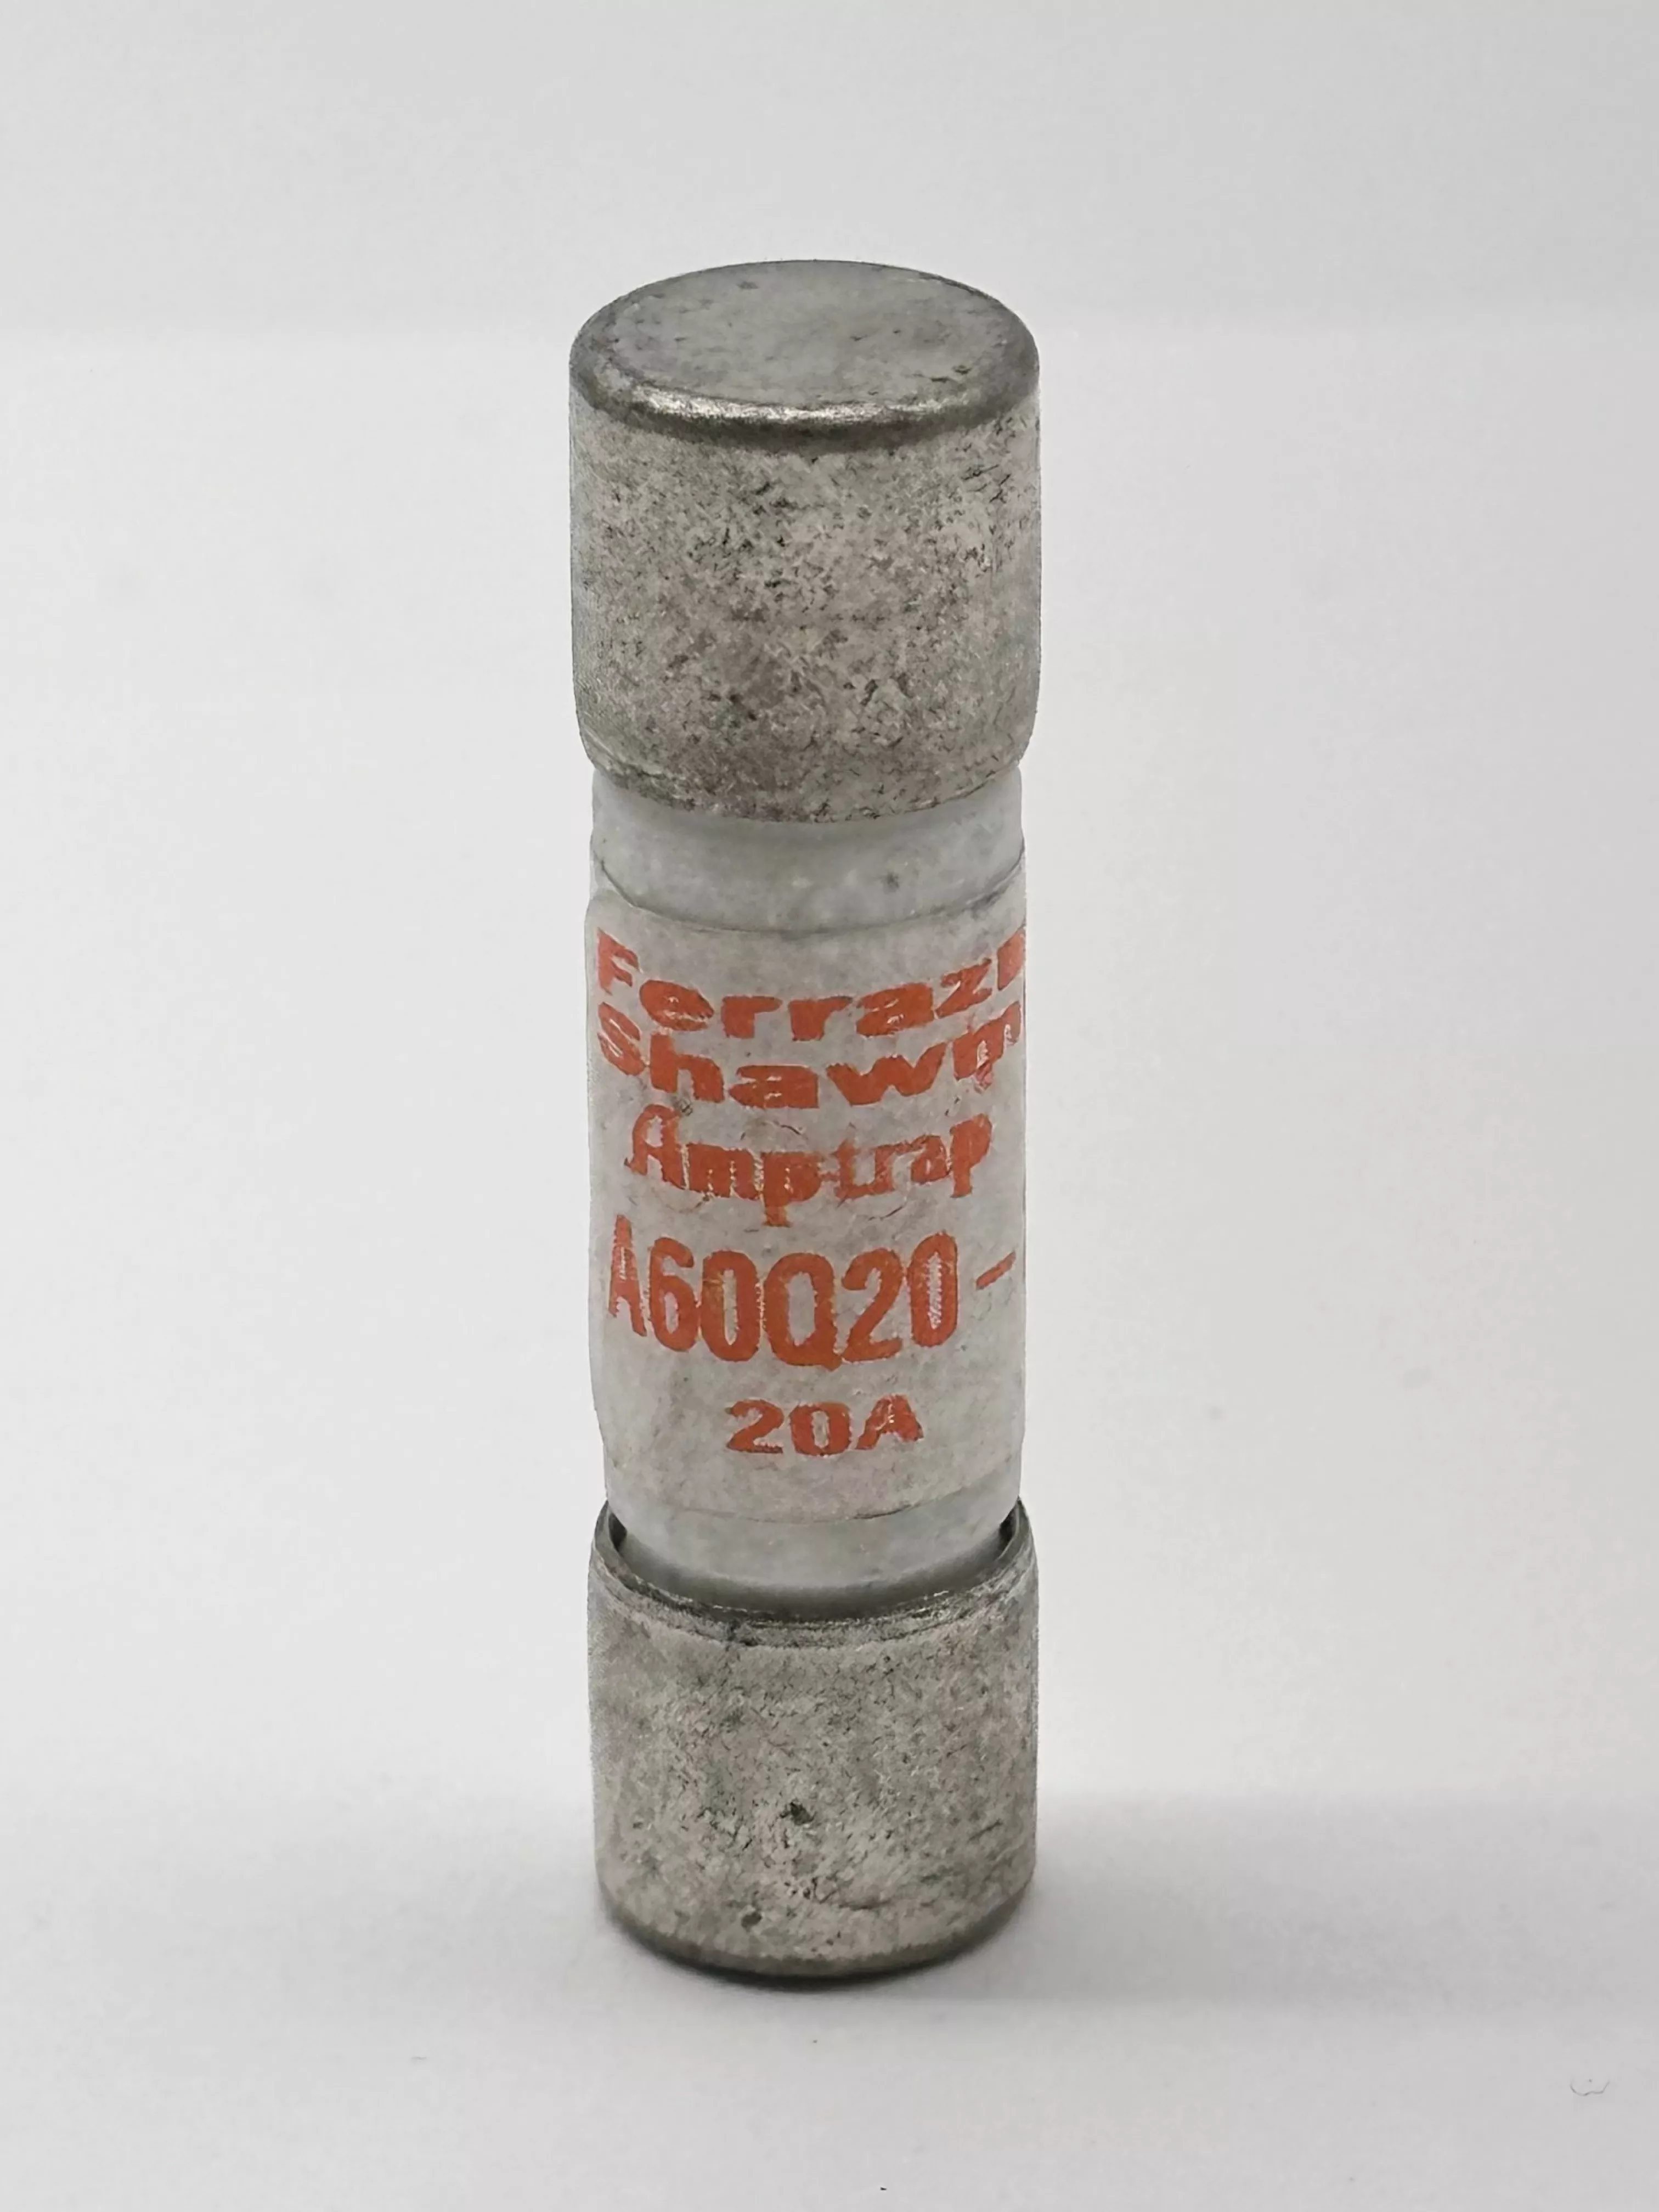 Ferraz
Shawm
Amp-trap
A60Q20-
20A